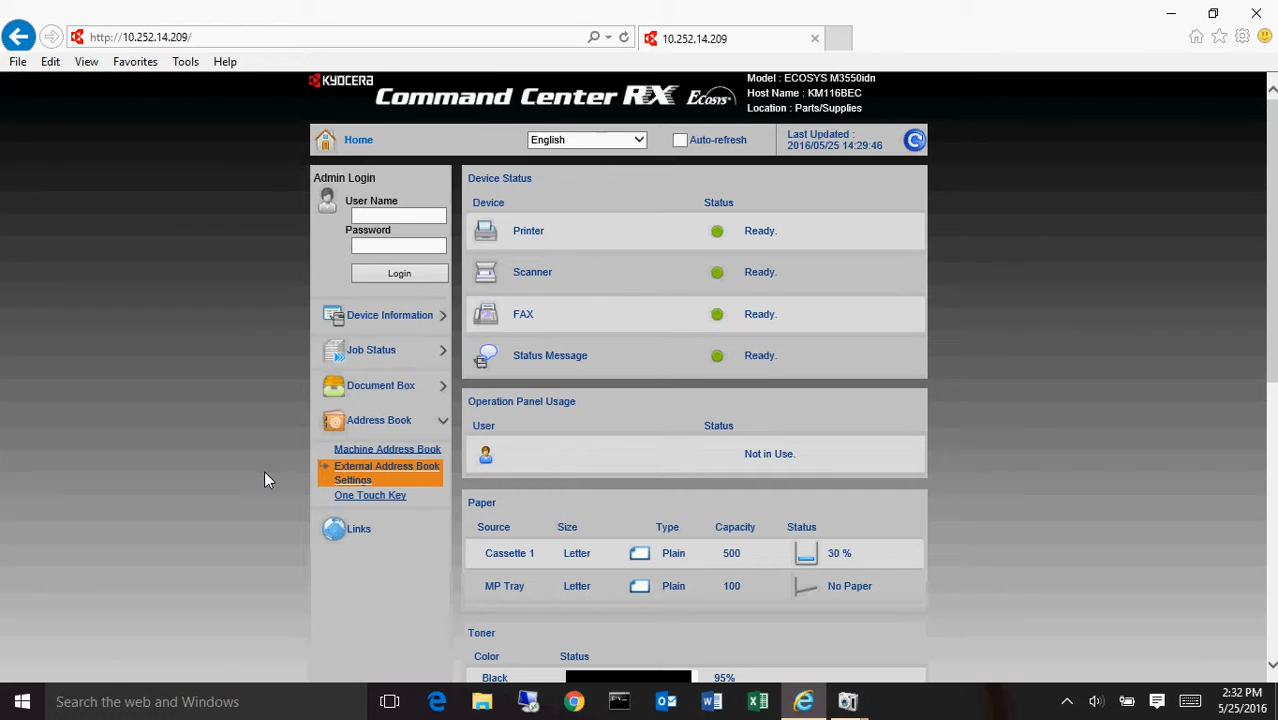 http://10.252.14.209/
10.252.14.209
File Edit View Favorites Tools Help
KYOCERA
Command Center RX Ecosys
Model : ECOSYS M3550idn
Host Name : KM116BEC
Location : Parts/Supplies
Home
English
Auto-refresh
Last Updated :
2016/05/25 14:29:46
Admin Login
User Name
Password
Login
Device Information
Job Status
Document Box
Address Book
Machine Address Book
External Address Book
Settings
One Touch Key
Links
Device Status
Device Status
Printer Ready.
Scanner Ready.
FAX Ready.
Status Message Ready.
Operation Panel Usage
User Status
Not in Use.
Paper
Source Size Type Capacity Status
Cassette 1 Letter Plain 500 30 %
MP Tray Letter Plain 100 No Paper
Toner
Color Status
Black 95%
Search the web and Windows
2:32 PM
5/25/2016